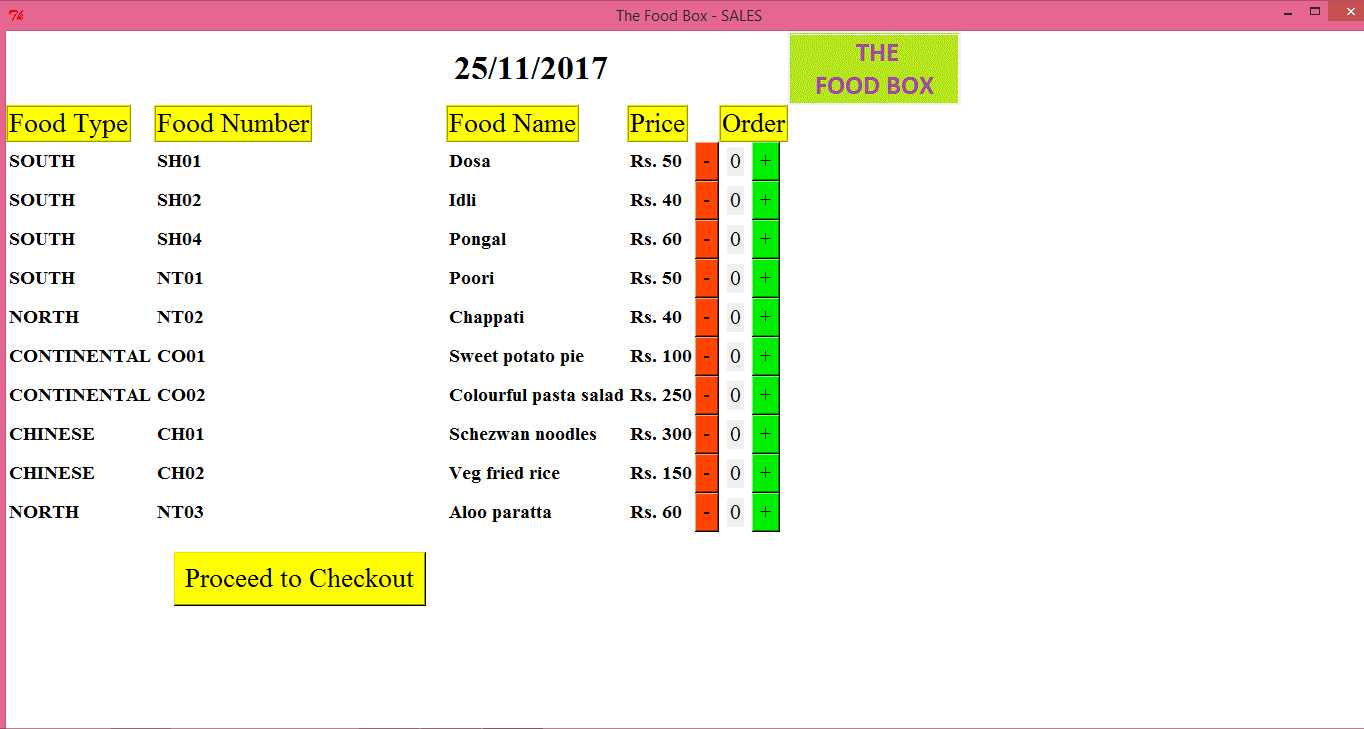 The Food Box - SALES
25/11/2017
THE
FOOD BOX
Food Type Food Number Food Name Price Order
SOUTH SH01 Dosa Rs. 50 - 0 +
SOUTH SH02 Idli Rs. 40 - 0 +
SOUTH SH04 Pongal Rs. 60 - 0 +
SOUTH NT01 Poori Rs. 50 - 0 +
NORTH NT02 Chappati Rs. 40 - 0 +
CONTINENTAL CO01 Sweet potato pie Rs. 100 - 0 +
CONTINENTAL CO02 Colourful pasta salad Rs. 250 - 0 +
CHINESE CH01 Schezwan noodles Rs. 300 - 0 +
CHINESE CH02 Veg fried rice Rs. 150 - 0 +
NORTH NT03 Aloo paratta Rs. 60 - 0 +
Proceed to Checkout